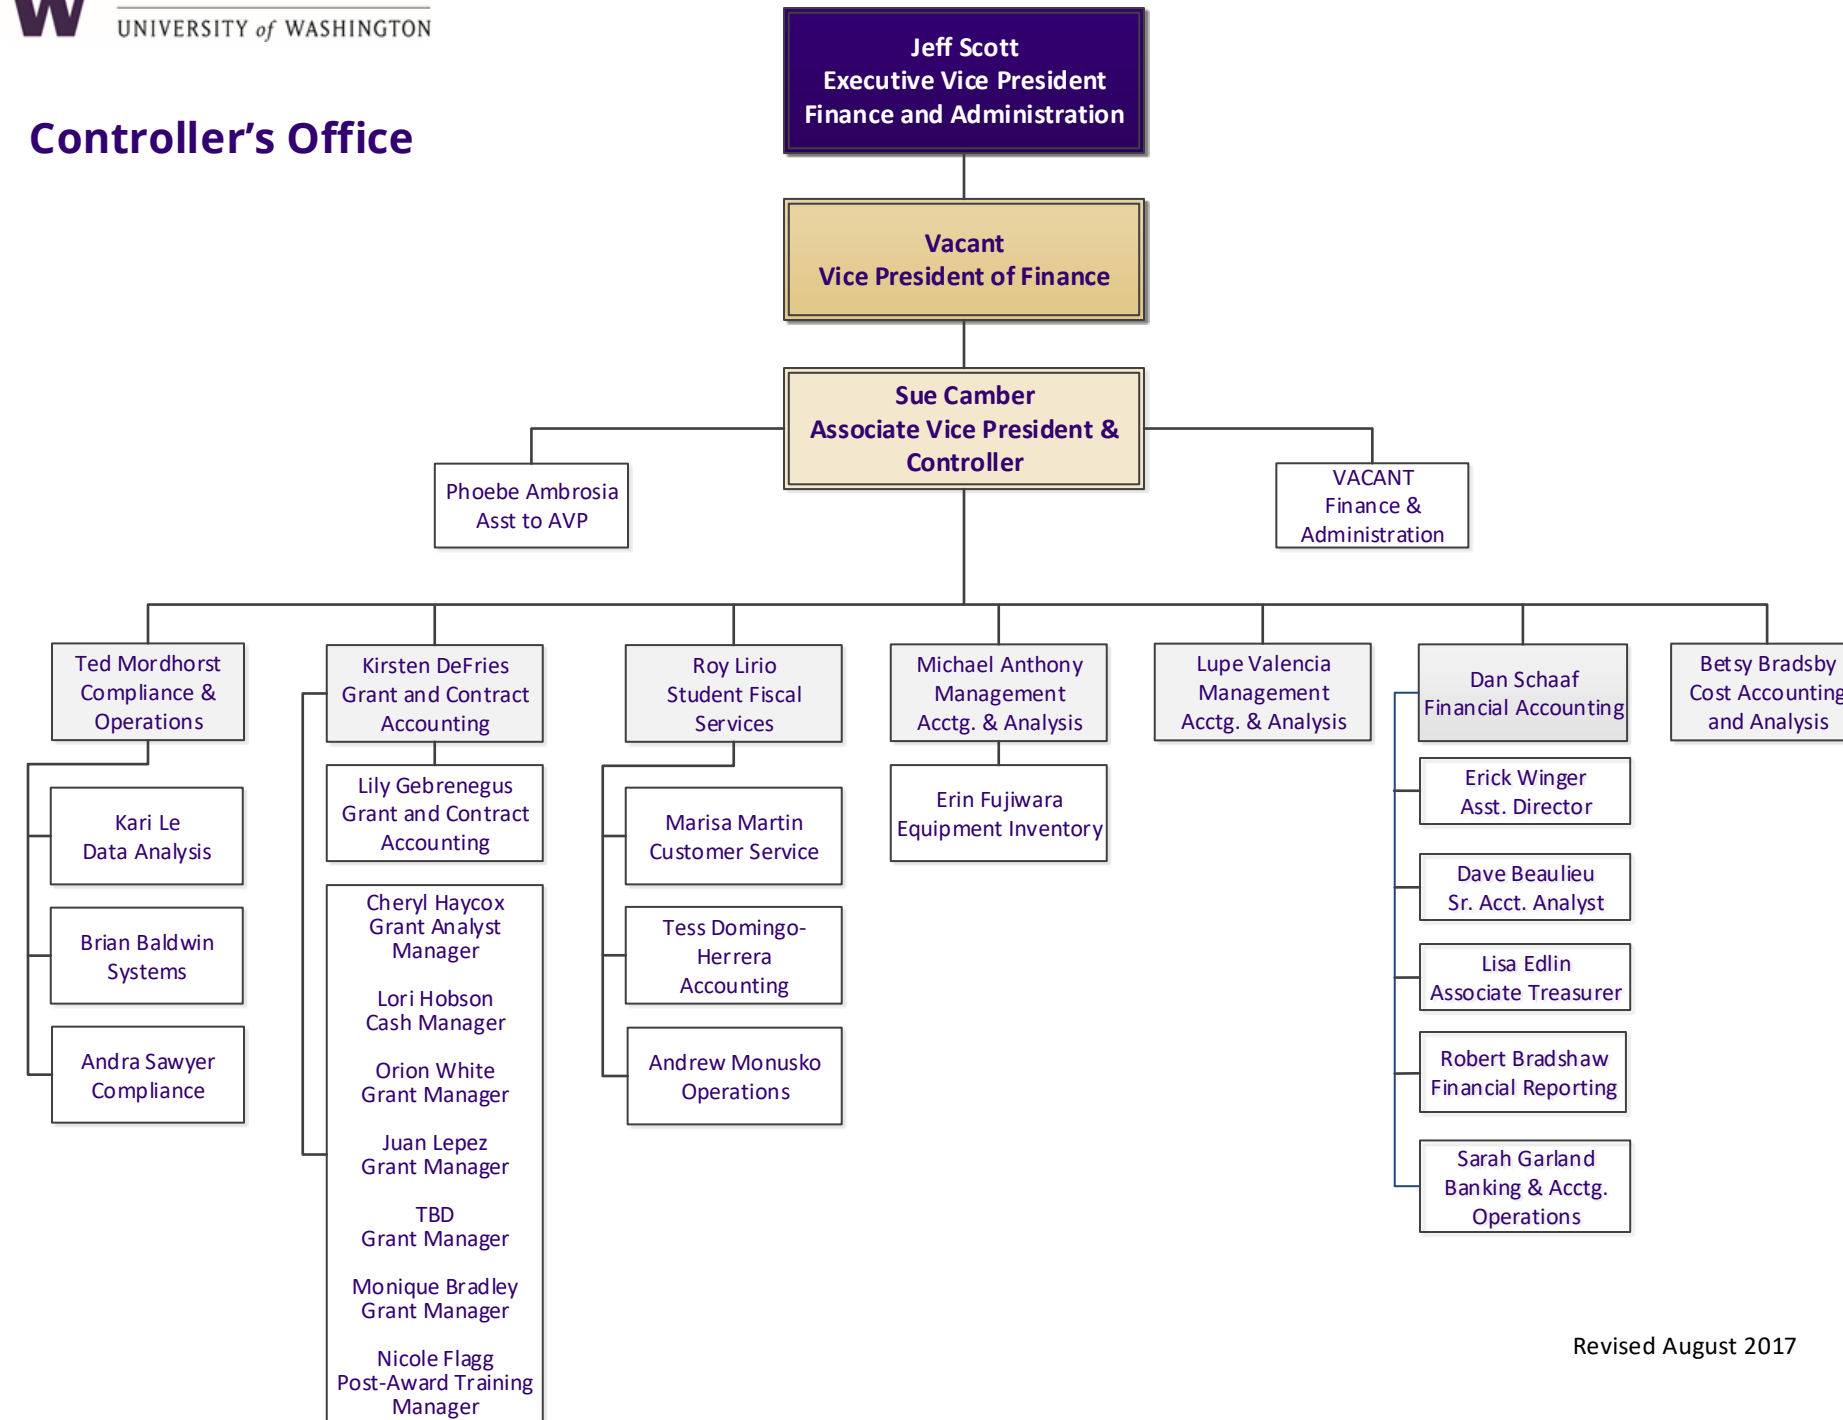 W
UNIVERSITY of WASHINGTON
Controller's Office
Jeff Scott
Executive Vice President
Finance and Administration
Vacant
Vice President of Finance
Sue Camber
Associate Vice President &
Controller
Phoebe Ambrosia
Asst to AVP
VACANT
Finance &
Administration
Ted Mordhorst
Compliance &
Operations
Kari Le
Data Analysis
Brian Baldwin
Systems
Andra Sawyer
Compliance
Kirsten DeFries
Grant and Contract
Accounting
Lily Gebrenegus
Grant and Contract
Accounting
Cheryl Haycox
Grant Analyst
Manager
Lori Hobson
Cash Manager
Orion White
Grant Manager
Juan Lepez
Grant Manager
TBD
Grant Manager
Monique Bradley
Grant Manager
Nicole Flagg
Post-Award Training
Manager
Roy Lirio
Student Fiscal
Services
Marisa Martin
Customer Service
Tess Domingo-
Herrera
Accounting
Andrew Monusko
Operations
Michael Anthony
Management
Acctg. & Analysis
Erin Fujiwara
Equipment Inventory
Lupe Valencia
Management
Acctg. & Analysis
Dan Schaaf
Financial Accounting
Erick Winger
Asst. Director
Dave Beaulieu
Sr. Acct. Analyst
Lisa Edlin
Associate Treasurer
Robert Bradshaw
Financial Reporting
Sarah Garland
Banking & Acctg.
Operations
Betsy Bradsby
Cost Accounting
and Analysis
Revised August 2017